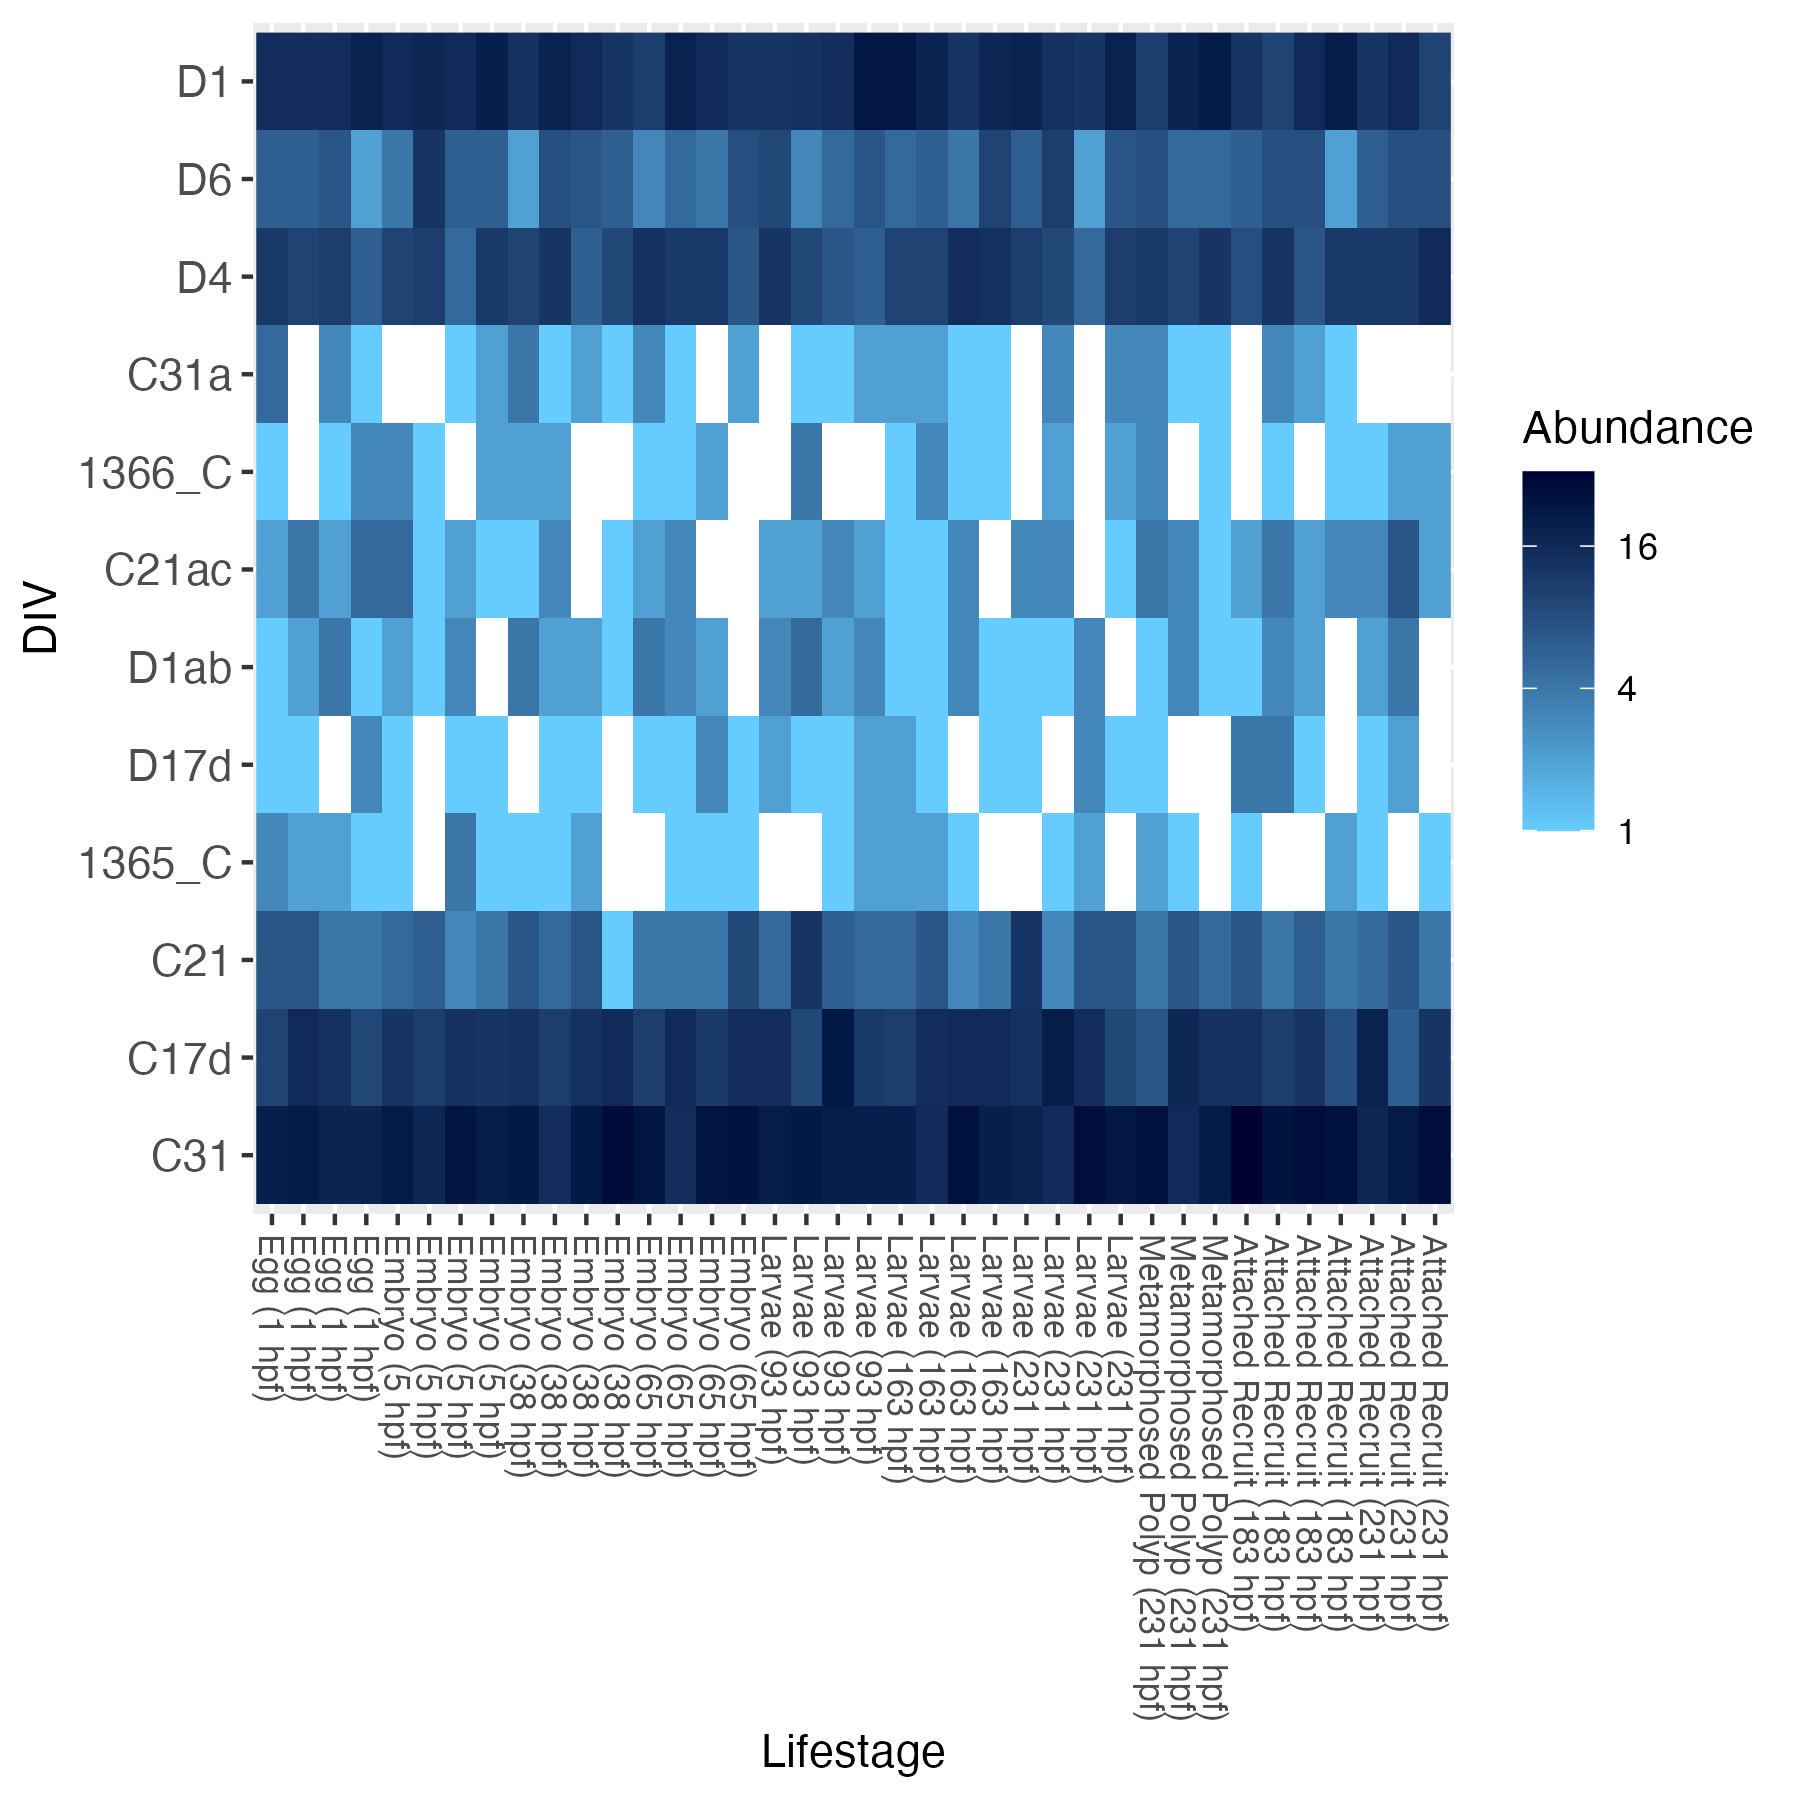 D1
D6
D4
C31a
1366_C
C21ac
D1ab
D17d
1365_C
C21
C17d
C31
DIV
Egg (1 hpf)
Egg (1 hpf)
Egg (1 hpf)
Egg (1 hpf)
Embryo (5 hpf)
Embryo (5 hpf)
Embryo (5 hpf)
Embryo (5 hpf)
Embryo (38 hpf)
Embryo (38 hpf)
Embryo (38 hpf)
Embryo (38 hpf)
Embryo (65 hpf)
Embryo (65 hpf)
Embryo (65 hpf)
Embryo (65 hpf)
Larvae (93 hpf)
Larvae (93 hpf)
Larvae (93 hpf)
Larvae (93 hpf)
Larvae (163 hpf)
Larvae (163 hpf)
Larvae (163 hpf)
Larvae (163 hpf)
Larvae (231 hpf)
Larvae (231 hpf)
Larvae (231 hpf)
Larvae (231 hpf)
Metamorphosed Polyp (231 hpf)
Metamorphosed Polyp (231 hpf)
Metamorphosed Polyp (231 hpf)
Attached Recruit (183 hpf)
Attached Recruit (183 hpf)
Attached Recruit (183 hpf)
Attached Recruit (183 hpf)
Attached Recruit (231 hpf)
Attached Recruit (231 hpf)
Attached Recruit (231 hpf)
Lifestage
Abundance
16
4
1